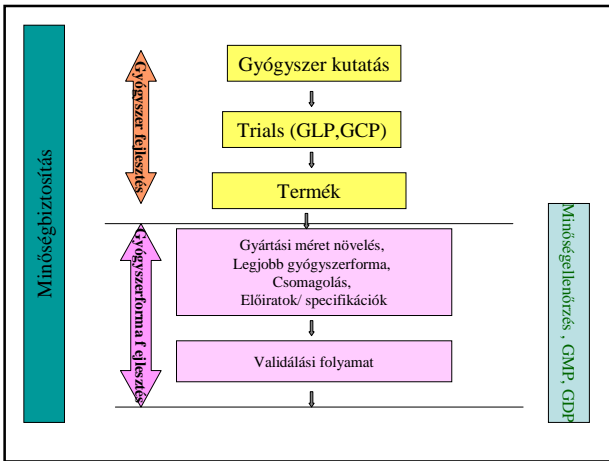 Minőségbiztosítás
Gyógyszer fejlesztés
Gyógyszer kutatás
Trials (GLP,GCP)
Termék
Gyógyszerforma f ejlesztés
Gyártási méret növelés,
Legjobb gyógyszerforma,
Csomagolás,
Előiratok/ specifikációk
Validálási folyamat
Minőségellenőrzés , GMP, GDP